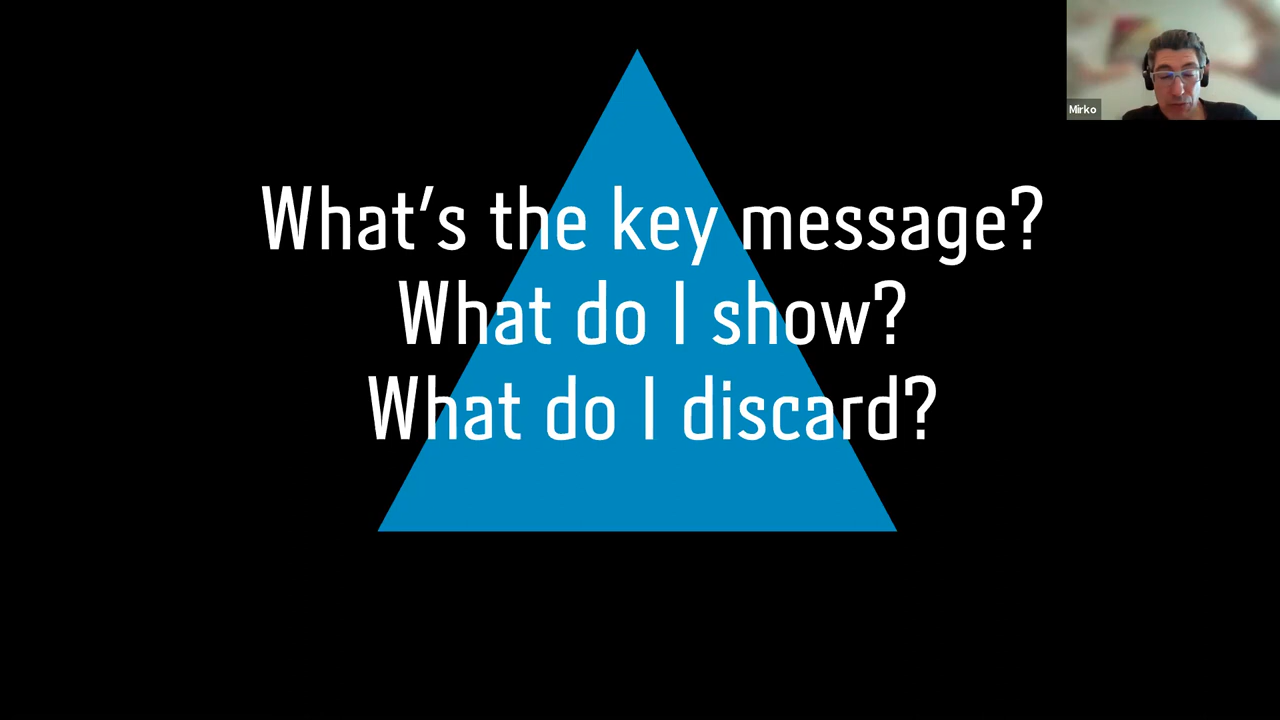 What's the key message?
What do I show?
What do I discard?
Mirko